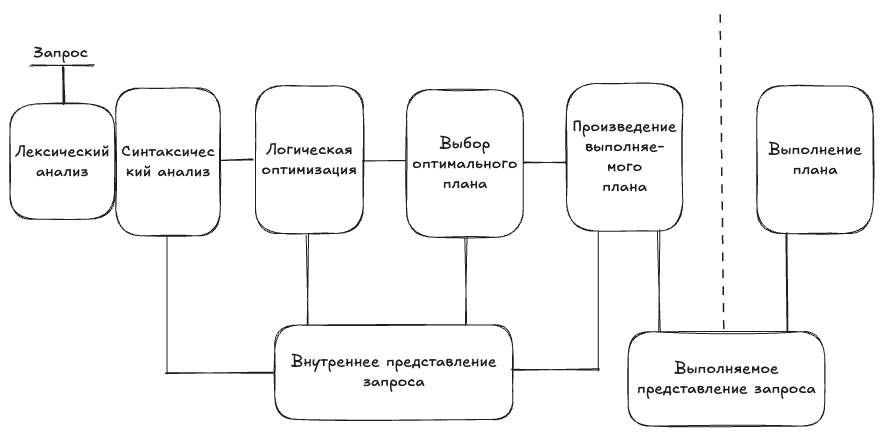 Запрос
Лексический
анализ
Синтаксичес
кий анализ
Логическая
оптимизация
Выбор
оптимального
плана
Произведение
выполняе-
мого
плана
Выполнение
плана
Внутреннее представление
запроса
Выполняемое
представление запроса